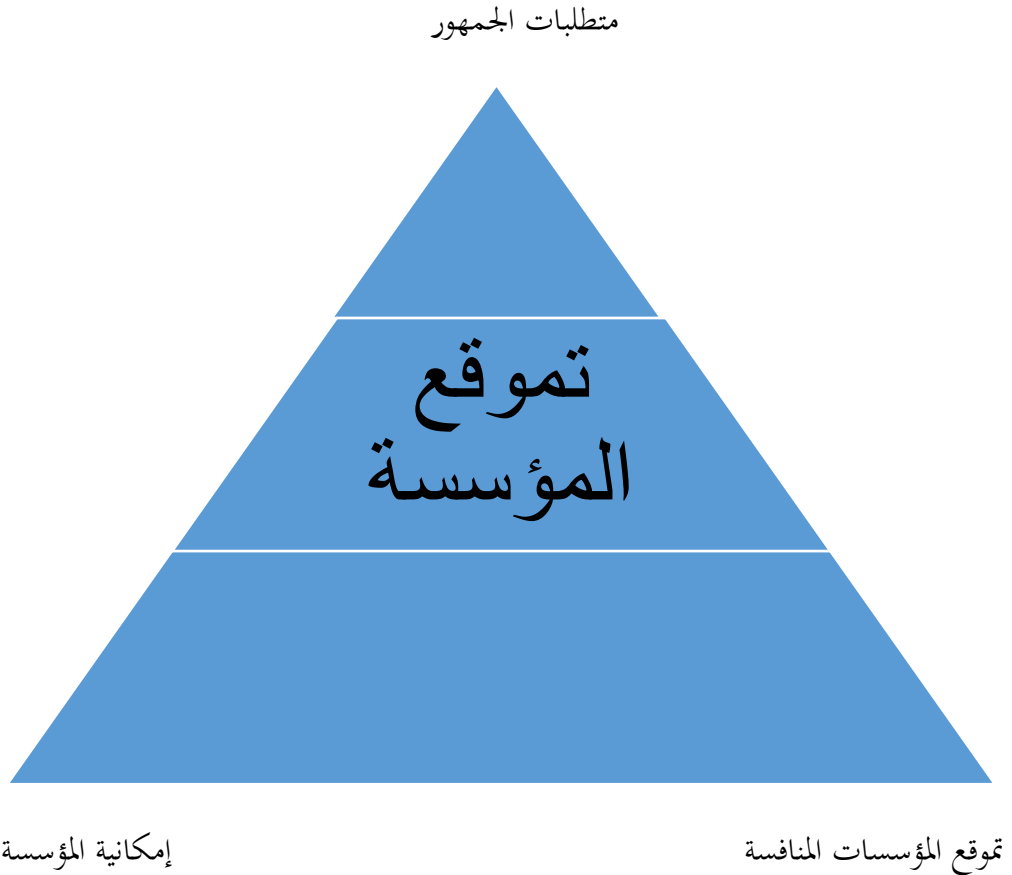 متطلبات الجمهور
تموقع
المؤسسة
تموقع المؤسسات المنافسة
إمكانية المؤسسة